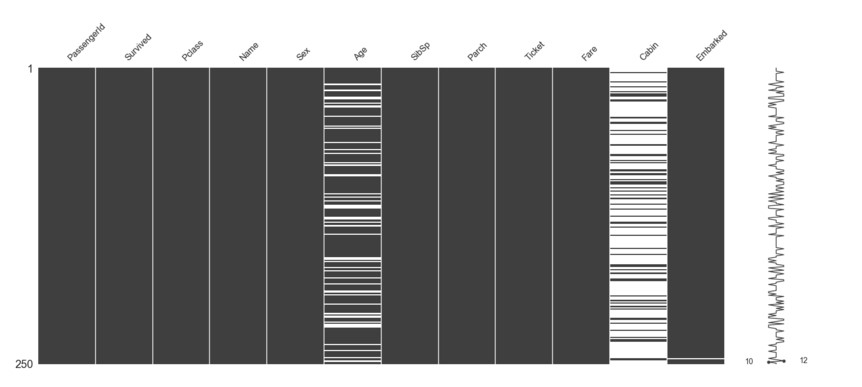 PassengerId Survived Pclass Name Sex Age SibSp Parch Ticket Fare Cabin Embarked
1
250
10 12